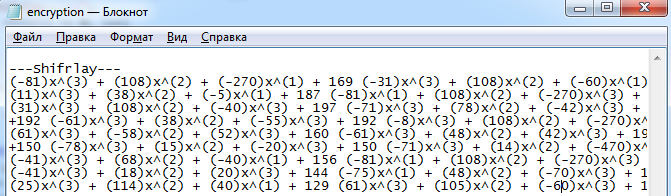 encryption — Блокнот
Файл Правка Формат Вид Справка
---Shifrlay---
(-81)x^(3) + (108)x^(2) + (-270)x^(1) + 169 (-31)x^(3) + (108)x^(2) + (-60)x^(1)
(11)x^(3) + (38)x^(2) + (-5)x^(1) + 187 (-81)x^(1) + (108)x^(2) + (-270)x^(3) +
(31)x^(3) + (108)x^(2) + (-40)x^(3) + 197 (-71)x^(3) + (78)x^(2) + (-42)x^(3) +
+192 (-61)x^(3) + (38)x^(2) + (-55)x^(3) + 192 (-8)x^(3) + (108)x^(2) + (-270)x^
(61)x^(3) + (-58)x^(2) + (52)x^(3) + 160 (-61)x^(3) + (48)x^(2) + (42)x^(3) + 19
+150 (-78)x^(3) + (15)x^(2) + (-20)x^(3) + 150 (-71)x^(3) + (14)x^(2) + (-470)x^
(-41)x^(3) + (68)x^(2) + (-40)x^(1) + 156 (-81)x^(1) + (108)x^(2) + (-270)x^(3)
(-41)x^(3) + (18)x^(2) + (20)x^(3) + 144 (-75)x^(1) + (48)x^(2) + (-70)x^(3) + 1
(25)x^(3) + (114)x^(2) + (40)x^(1) + 129 (61)x^(3) + (105)x^(2) + (-60)x^(3) + 1